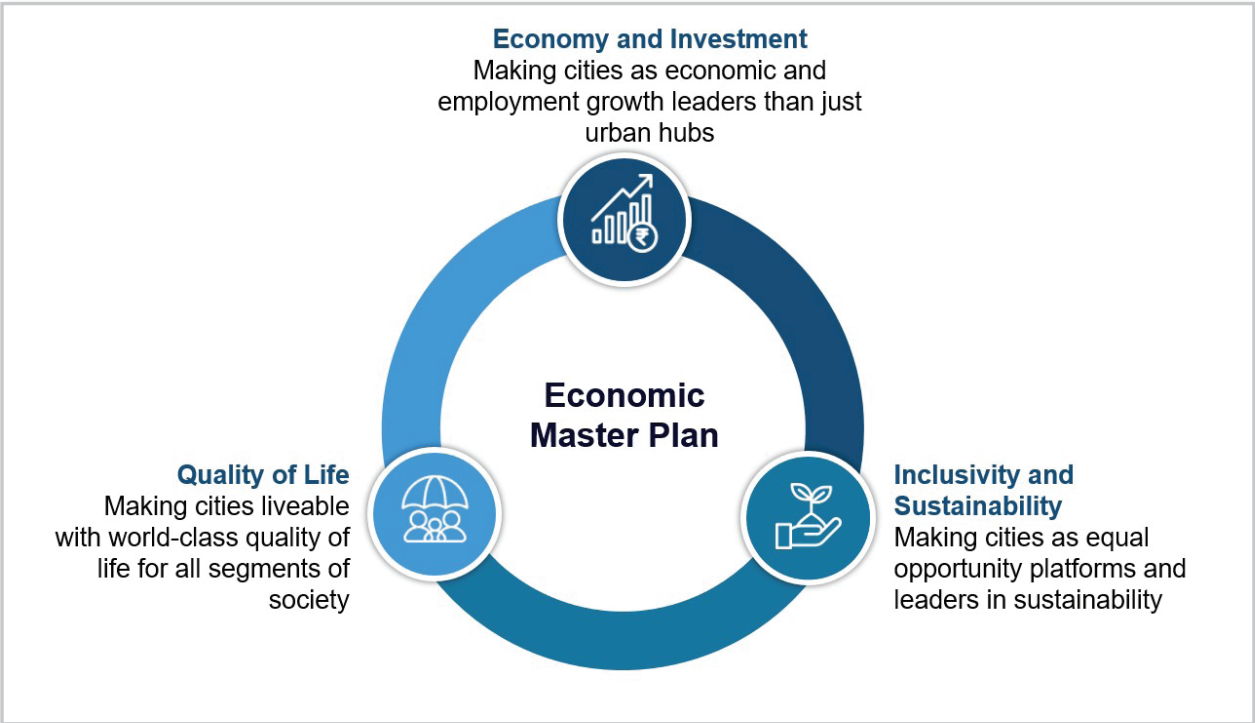 Economy and Investment
Making cities as economic and
employment growth leaders than just
urban hubs
₹
Economic
Master Plan
Quality of Life
Making cities liveable
with world-class quality of
life for all segments of
society
Inclusivity and
Sustainability
Making cities as equal
opportunity platforms and
leaders in sustainability